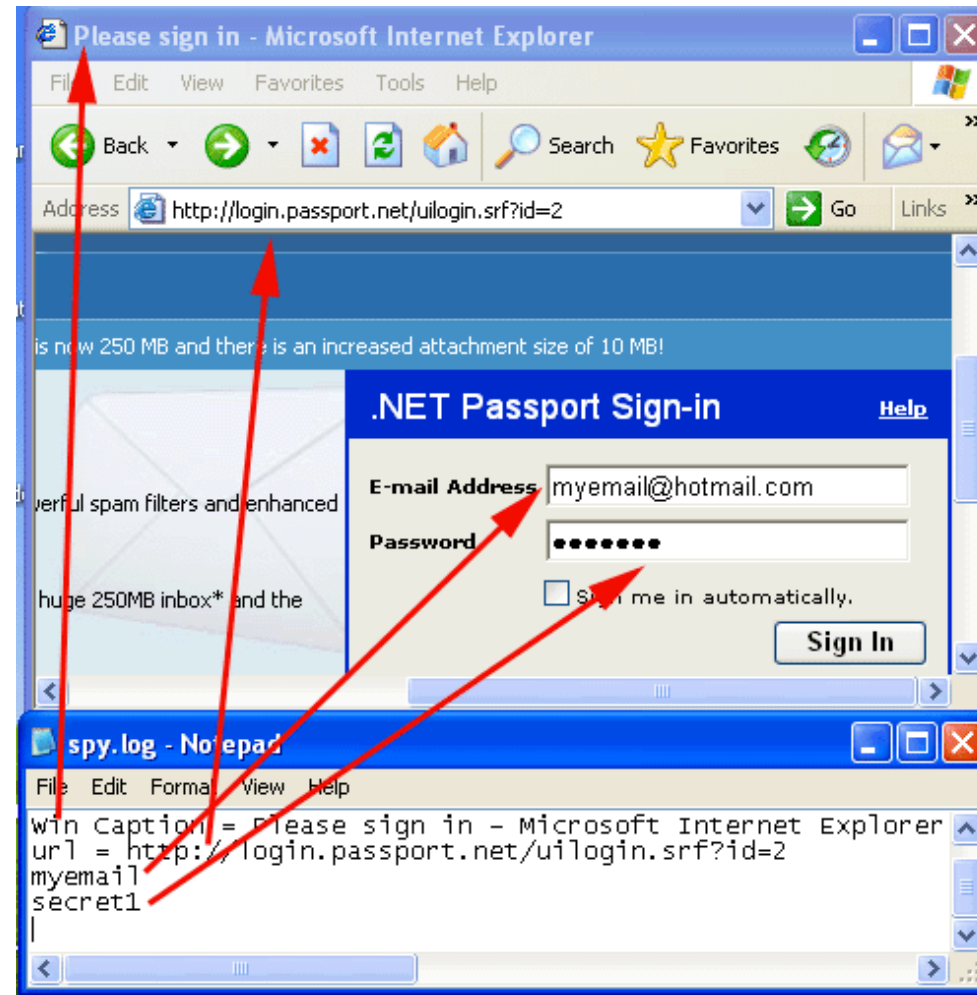 Please sign in - Microsoft Internet Explorer
File Edit View Favorites Tools Help
Back Search Favorites
Address http://login.passport.net/uilogin.srf?id=2 Go Links
is now 250 MB and there is an increased attachment size of 10 MB!
.NET Passport Sign-in Help
E-mail Address myemail@hotmail.com
verful spam filters and enhanced
Password •••••••
huge 250MB inbox* and the
Sign me in automatically.
Sign In
spy.log - Notepad
File Edit Format View Help
Win Caption = Please sign in – Microsoft Internet Explorer
url = http://login.passport.net/uilogin.srf?id=2
myemail
secret1